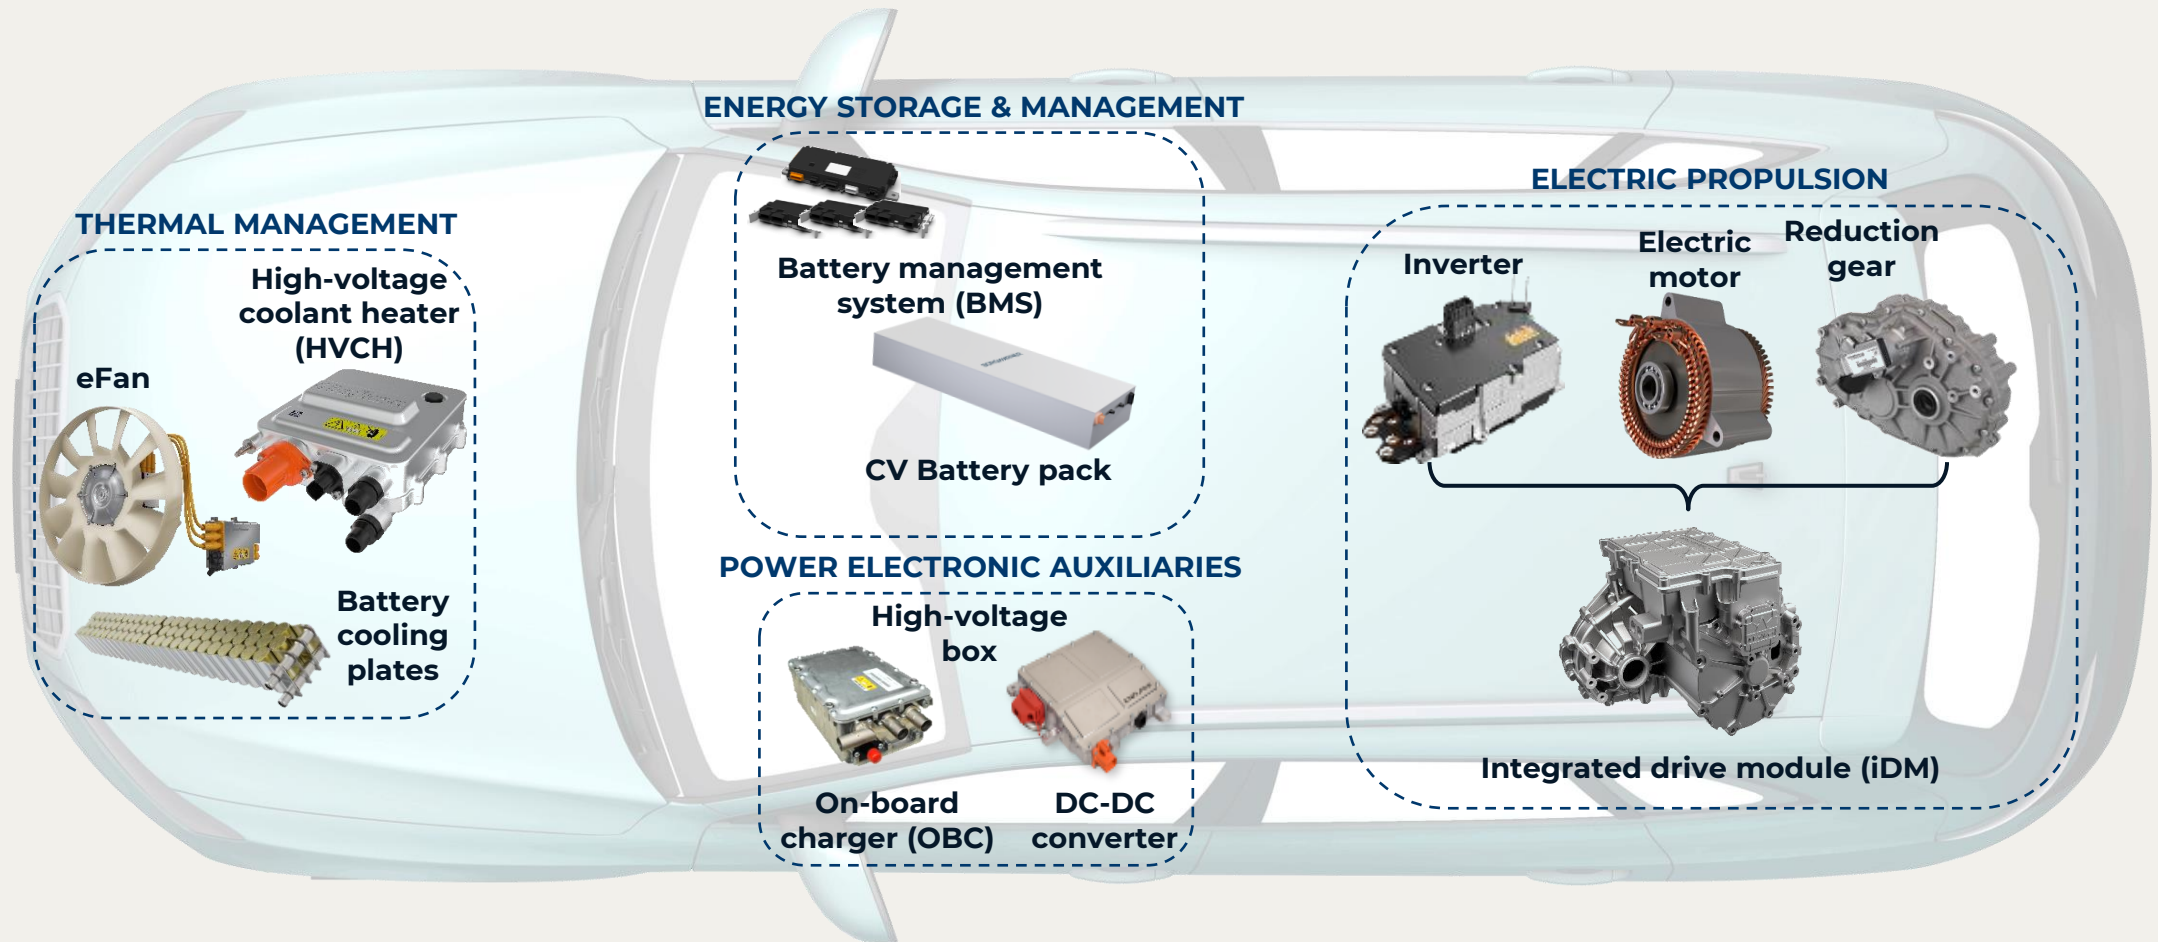 ENERGY STORAGE & MANAGEMENT
THERMAL MANAGEMENT
High-voltage
coolant heater
(HVCH)
eFan
Battery
cooling
plates
Battery management
system (BMS)
CV Battery pack
POWER ELECTRONIC AUXILIARIES
High-voltage
box
On-board
charger (OBC)
DC-DC
converter
ELECTRIC PROPULSION
Inverter
Electric
motor
Reduction
gear
Integrated drive module (iDM)